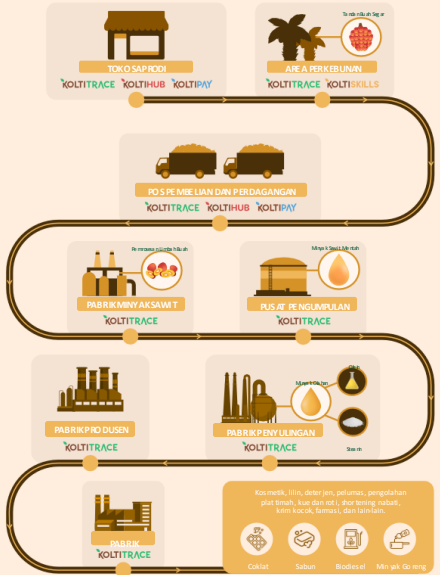 Tandan Buah Segar
TOKO SAPRODI
AREA PERKEBUNAN
KOLTITRACE KOLTIHUB KOLTIPAY
KOLTITRACE KOLTISKILLS
POS PEMBELIAN DAN PERDAGANGAN
KOLTITRACE KOLTIHUB KOLTIPAY
Minyak Sawit Mentah
PABRIK MINYAK SAWIT
PUSAT PENGUMPULAN
KOLTITRACE
KOLTITRACE
Minyak Olahan
Stearin
PABRIK PRODUSEN
PABRIK PENYULINGAN
KOLTITRACE
KOLTITRACE
PABRIK
KOLTITRACE
Kosmetik, lilin, deterjen, pelumas, pengolahan
plat timah, kue dan roti, shortening nabati,
krim kocok, farmasi, dan lain-lain.
Coklat
Sabun
Biodiesel
Minyak Goreng